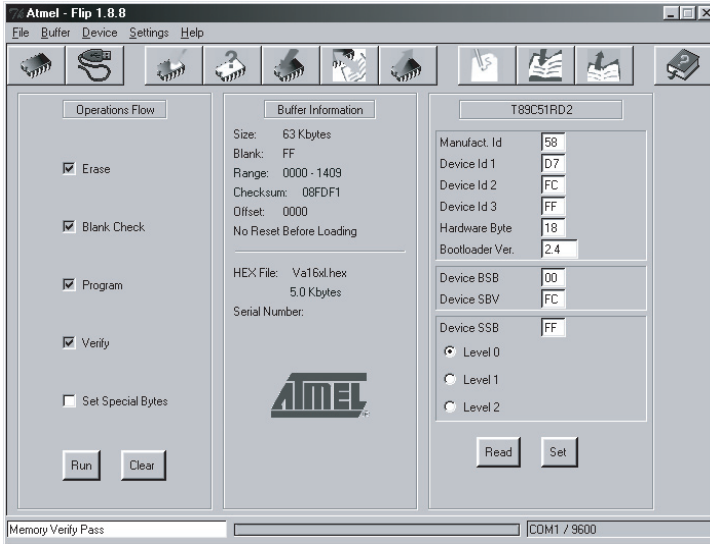 Atmel - Flip 1.8.8
File Buffer Device Settings Help
Operations Flow
Erase
Blank Check
Program
Verify
Set Special Bytes
Run Clear
Buffer Information
Size: 63 Kbytes
Blank: FF
Range: 0000 - 1409
Checksum: 08FDF1
Offset: 0000
No Reset Before Loading
HEX File: Va16xl.hex
5.0 Kbytes
Serial Number:
ATMEL
T89C51RD2
Manufact. Id 58
Device Id 1 D7
Device Id 2 FC
Device Id 3 FF
Hardware Byte 18
Bootloader Ver. 2.4
Device BSB 00
Device SBV FC
Device SSB FF
Level 0
Level 1
Level 2
Read Set
Memory Verify Pass
COM1 / 9600